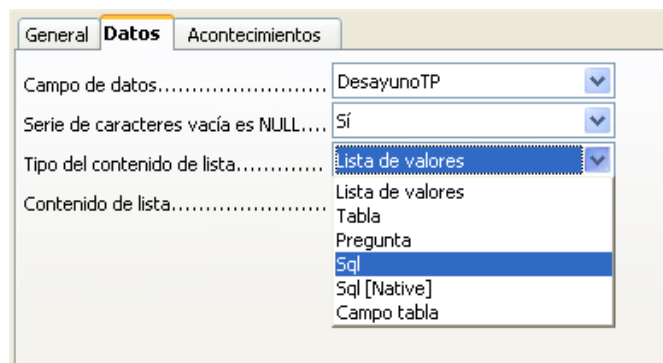 General Datos Acontecimientos
Campo de datos......................... DesayunoTP
Serie de caracteres vacía es NULL.... Sí
Tipo del contenido de lista............. Lista de valores
Lista de valores
Contenido de lista.......................
Tabla
Pregunta
Sql
Sql [Native]
Campo tabla